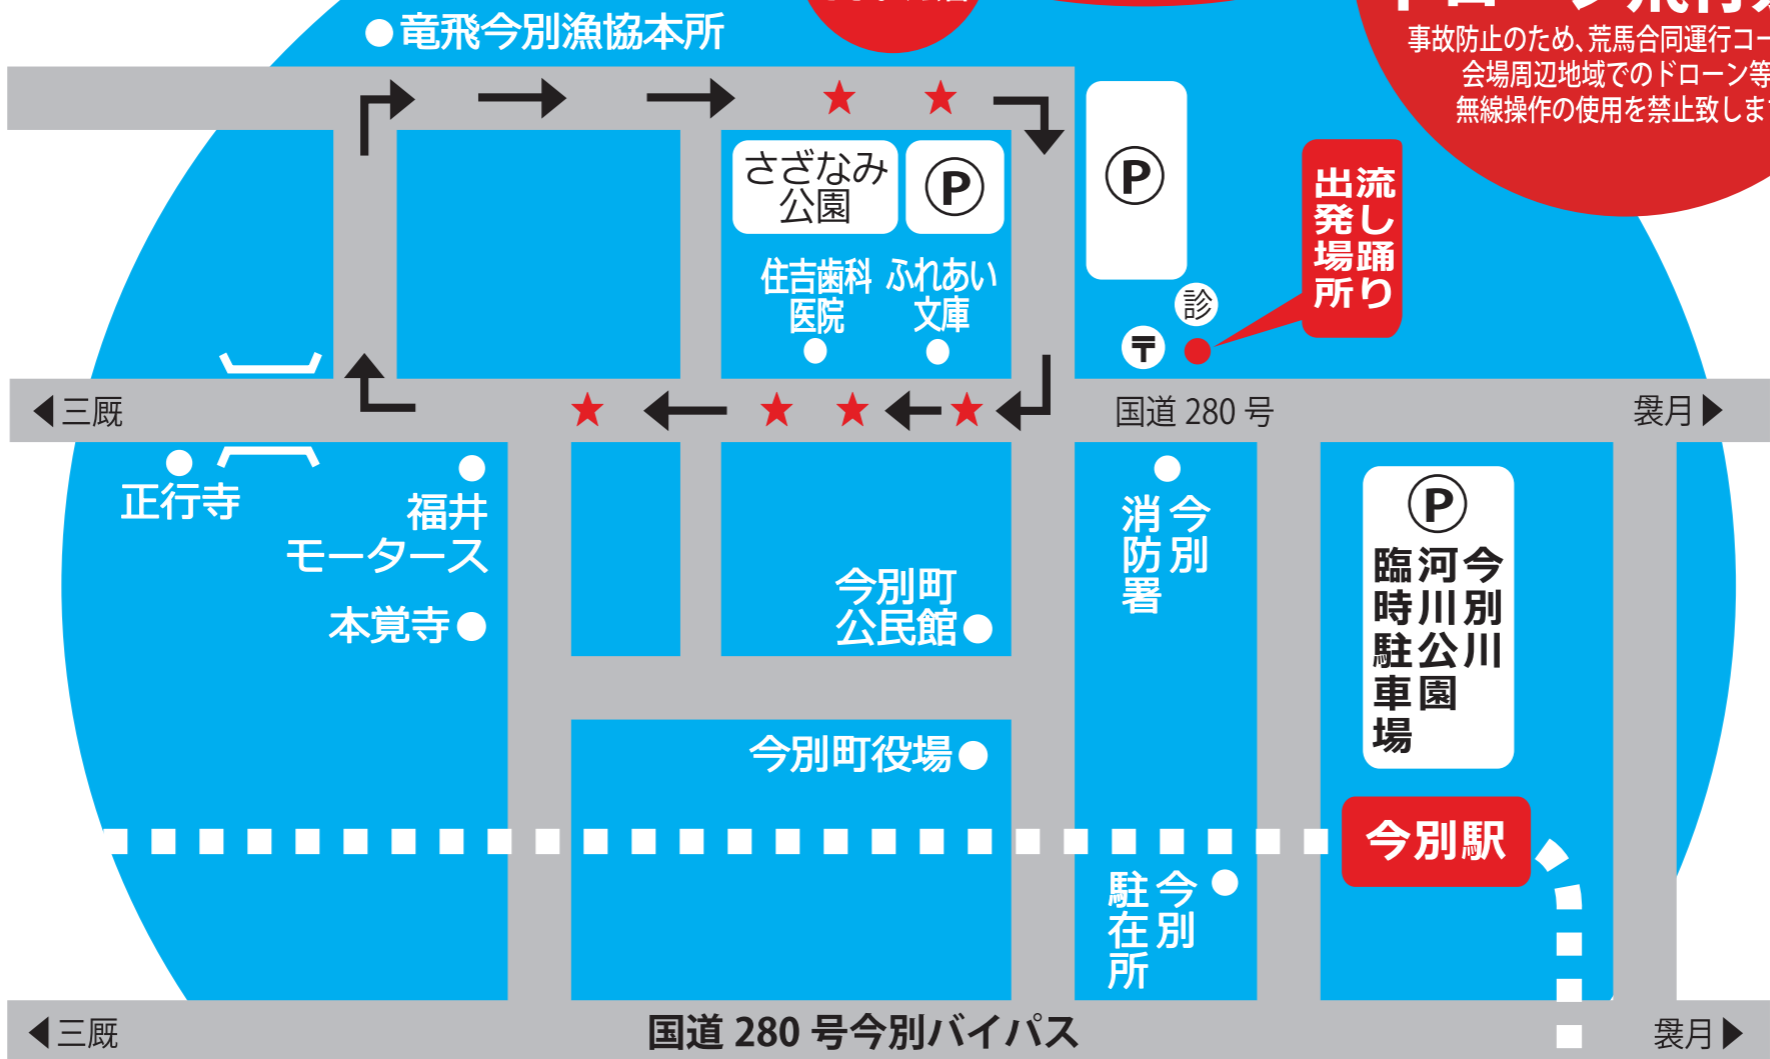 竜飛今別漁協本所
事故防止のため、荒馬合同運行コー
会場周辺地域でのドローン等
無線操作の使用を禁止致しま
さざなみ
公園
P
P
流し踊り
出発場所
住吉歯科
医院
ふれあい
文庫
診
〒
◀三厩
国道 280 号
袰月▶
正行寺
福井
モータース
本覚寺
今別町
公民館
今別
消防署
P
今別川
河川公園
臨時駐車場
今別町役場
今別駅
今別
駐在所
◀三厩
国道 280 号今別バイパス
袰月▶